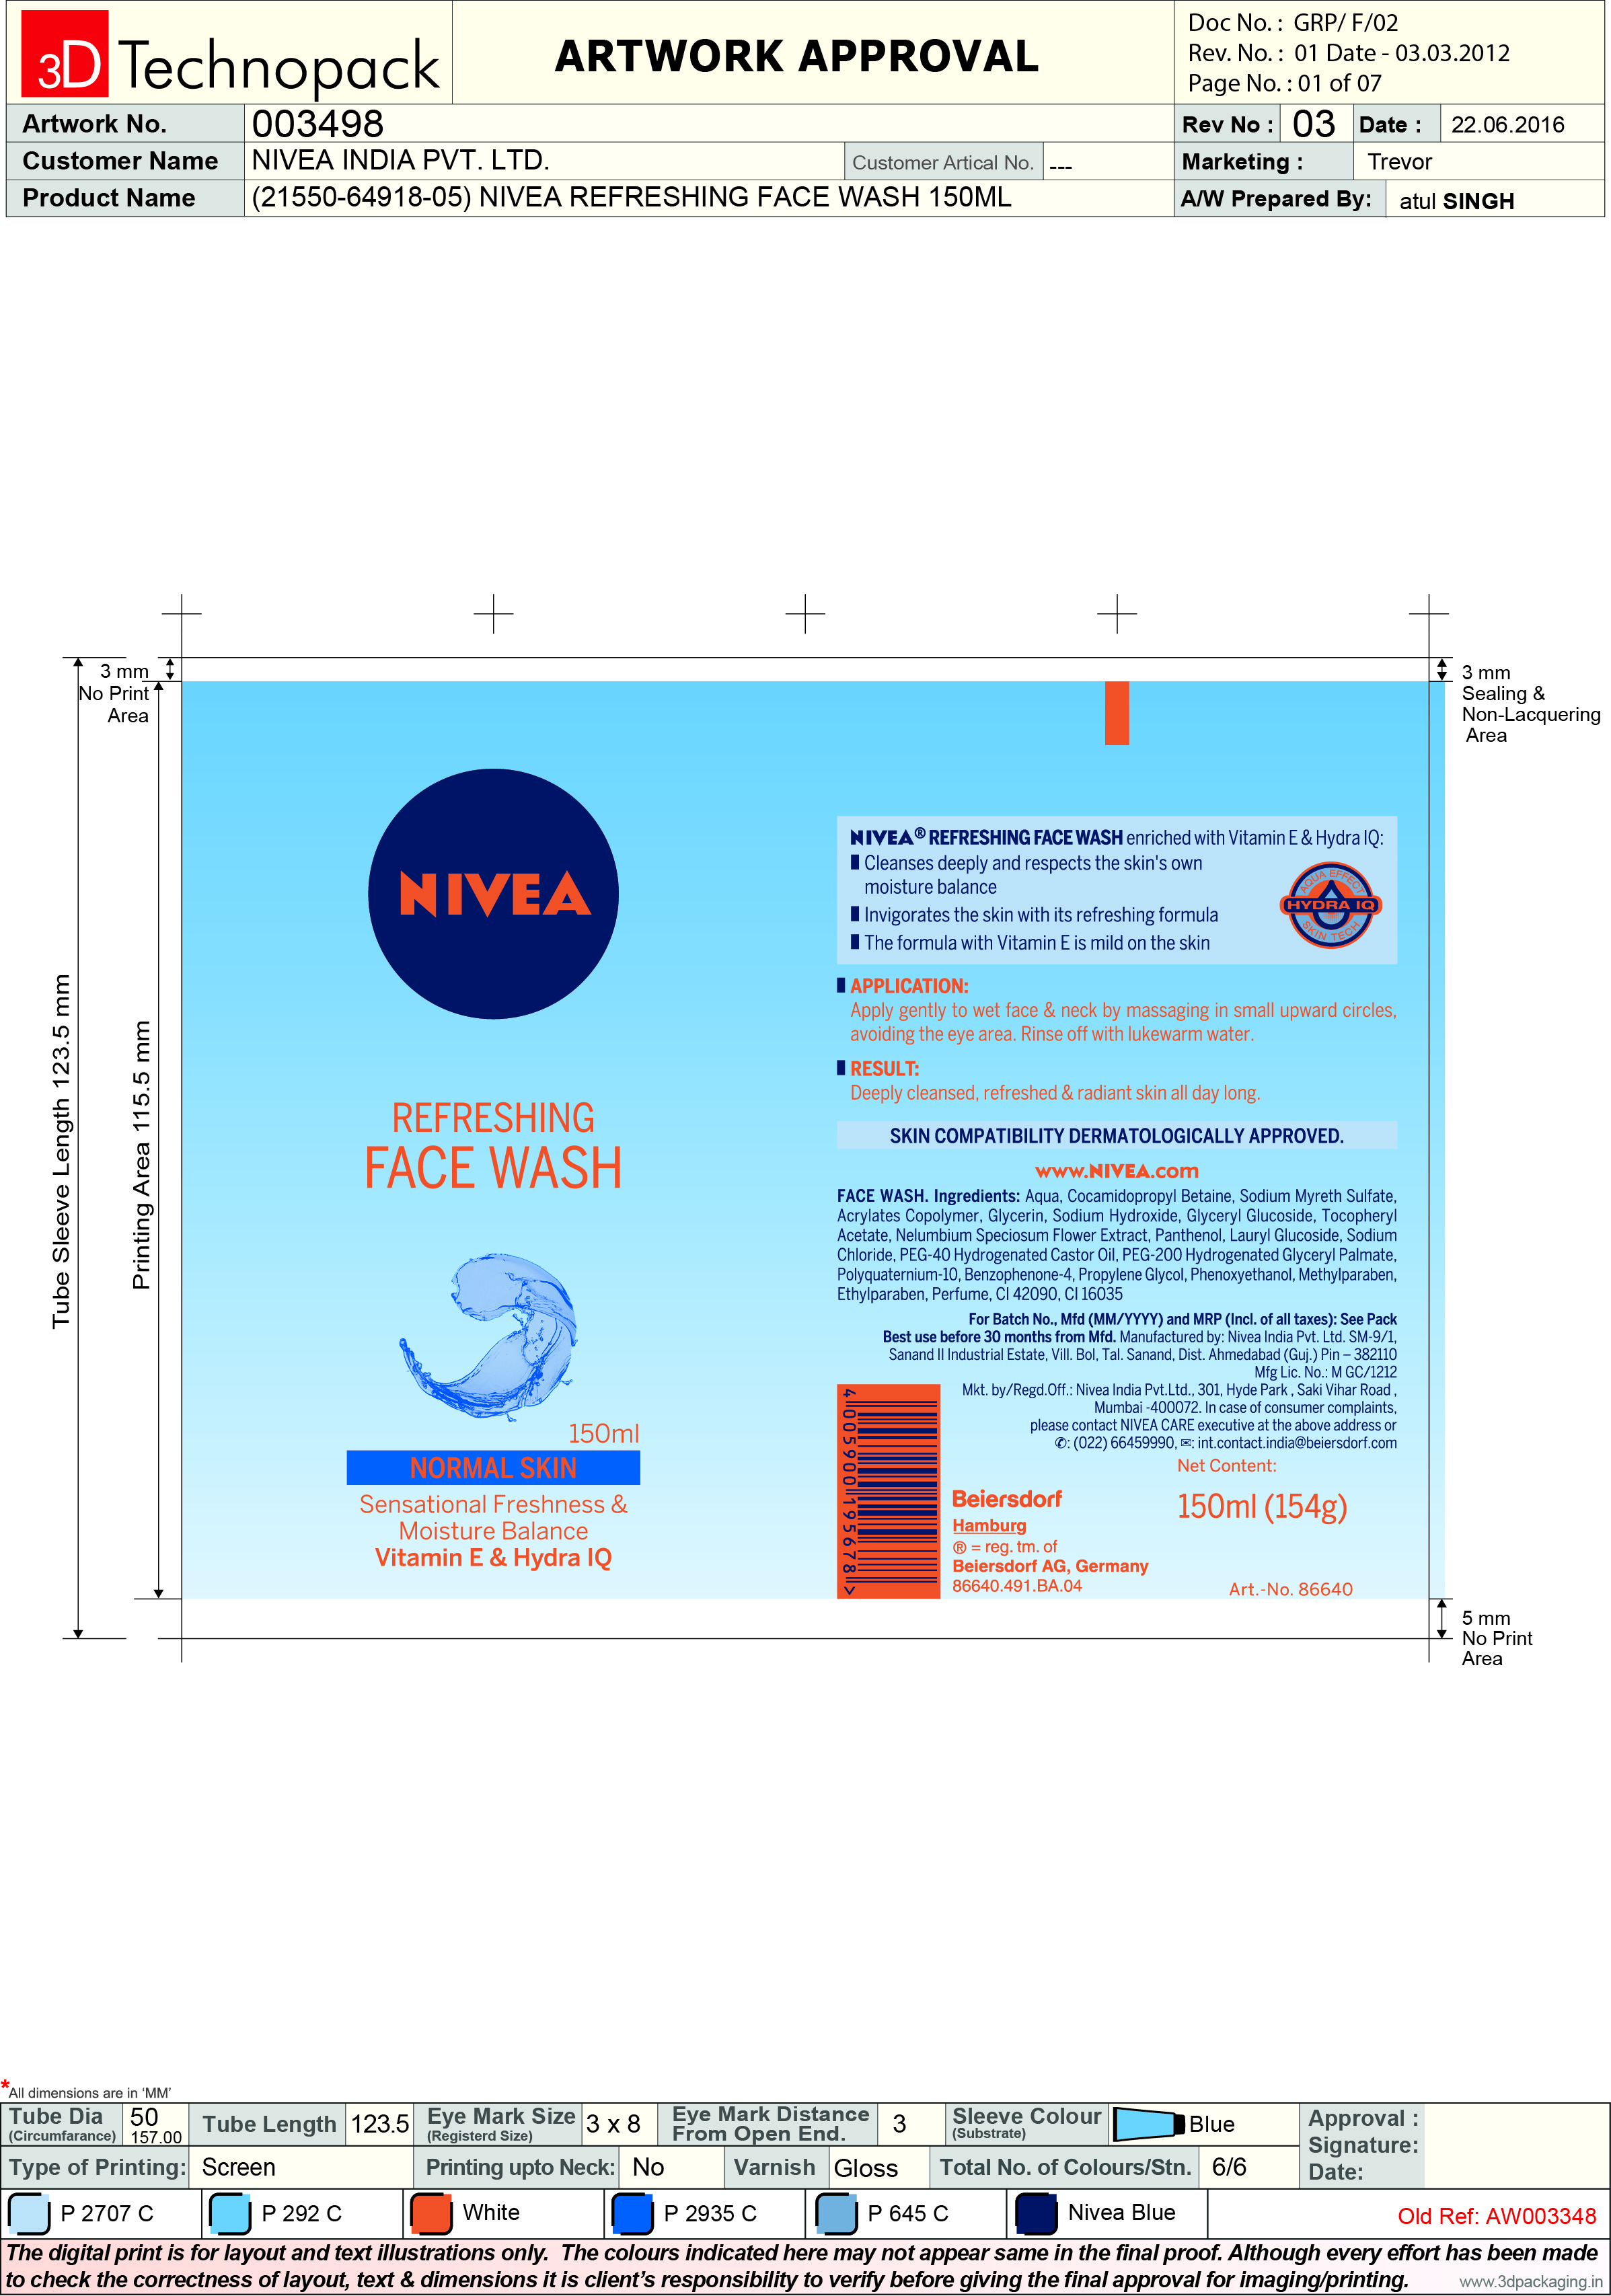 3D Technopack
ARTWORK APPROVAL
Doc No. : GRP/ F/02
Rev. No. : 01 Date - 03.03.2012
Page No. : 01 of 07
Artwork No. 003498
Rev No : 03 Date : 22.06.2016
Customer Name NIVEA INDIA PVT. LTD. Customer Artical No. ---
Marketing : Trevor
Product Name (21550-64918-05) NIVEA REFRESHING FACE WASH 150ML
A/W Prepared By: atul SINGH
3 mm
No Print
Area
3 mm
Sealing &
Non-Lacquering
Area
Tube Sleeve Length 123.5 mm
Printing Area 115.5 mm
NIVEA
REFRESHING
FACE WASH
150ml
NORMAL SKIN
Sensational Freshness &
Moisture Balance
Vitamin E & Hydra IQ
NIVEA® REFRESHING FACE WASH enriched with Vitamin E & Hydra IQ:
Cleanses deeply and respects the skin's own
moisture balance
Invigorates the skin with its refreshing formula
The formula with Vitamin E is mild on the skin
AQUA EFFECT
HYDRA IQ
SKIN TECH
APPLICATION:
Apply gently to wet face & neck by massaging in small upward circles,
avoiding the eye area. Rinse off with lukewarm water.
RESULT:
Deeply cleansed, refreshed & radiant skin all day long.
SKIN COMPATIBILITY DERMATOLOGICALLY APPROVED.
www.NIVEA.com
FACE WASH. Ingredients: Aqua, Cocamidopropyl Betaine, Sodium Myreth Sulfate,
Acrylates Copolymer, Glycerin, Sodium Hydroxide, Glyceryl Glucoside, Tocopheryl
Acetate, Nelumbium Speciosum Flower Extract, Panthenol, Lauryl Glucoside, Sodium
Chloride, PEG-40 Hydrogenated Castor Oil, PEG-200 Hydrogenated Glyceryl Palmate,
Polyquaternium-10, Benzophenone-4, Propylene Glycol, Phenoxyethanol, Methylparaben,
Ethylparaben, Perfume, CI 42090, CI 16035
For Batch No., Mfd (MM/YYYY) and MRP (Incl. of all taxes): See Pack
Best use before 30 months from Mfd. Manufactured by: Nivea India Pvt. Ltd. SM-9/1,
Sanand II Industrial Estate, Vill. Bol, Tal. Sanand, Dist. Ahmedabad (Guj.) Pin – 382110
Mfg Lic. No.: M GC/1212
Mkt. by/Regd.Off.: Nivea India Pvt.Ltd., 301, Hyde Park , Saki Vihar Road ,
Mumbai -400072. In case of consumer complaints,
please contact NIVEA CARE executive at the above address or
✆: (022) 66459990, ✉: int.contact.india@beiersdorf.com
4 005900 195678 >
Net Content:
150ml (154g)
Beiersdorf
Hamburg
® = reg. tm. of
Beiersdorf AG, Germany
86640.491.BA.04
Art.-No. 86640
5 mm
No Print
Area
*All dimensions are in ‘MM’
Tube Dia (Circumfarance) 50 157.00
Tube Length 123.5
Eye Mark Size (Registerd Size) 3 x 8
Eye Mark Distance From Open End. 3
Sleeve Colour (Substrate) Blue
Approval :
Signature:
Date:
Type of Printing: Screen
Printing upto Neck: No
Varnish Gloss
Total No. of Colours/Stn. 6/6
P 2707 C
P 292 C
White
P 2935 C
P 645 C
Nivea Blue
Old Ref: AW003348
The digital print is for layout and text illustrations only. The colours indicated here may not appear same in the final proof. Although every effort has been made
to check the correctness of layout, text & dimensions it is client’s responsibility to verify before giving the final approval for imaging/printing.
www.3dpackaging.in